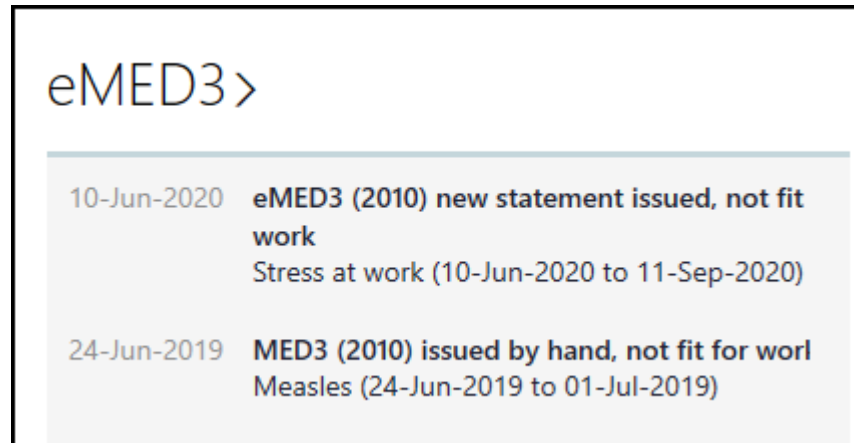 eMED3>
10-Jun-2020 eMED3 (2010) new statement issued, not fit
work
Stress at work (10-Jun-2020 to 11-Sep-2020)
24-Jun-2019 MED3 (2010) issued by hand, not fit for worl
Measles (24-Jun-2019 to 01-Jul-2019)